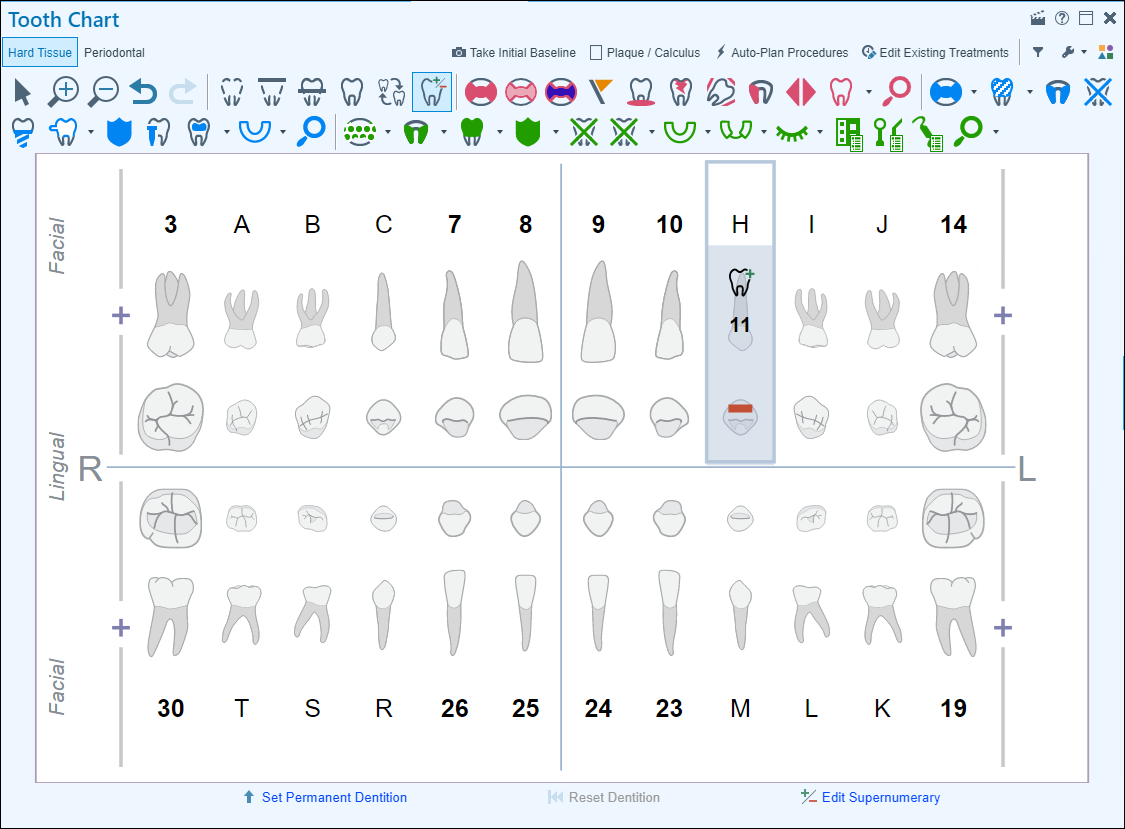 Tooth Chart
Hard Tissue Periodontal Take Initial Baseline Plaque / Calculus Auto-Plan Procedures Edit Existing Treatments
Facial
3 A B C 7 8 9 10 H I J 14
11
Lingual
R L
Facial
30 T S R 26 25 24 23 M L K 19
Set Permanent Dentition Reset Dentition Edit Supernumerary